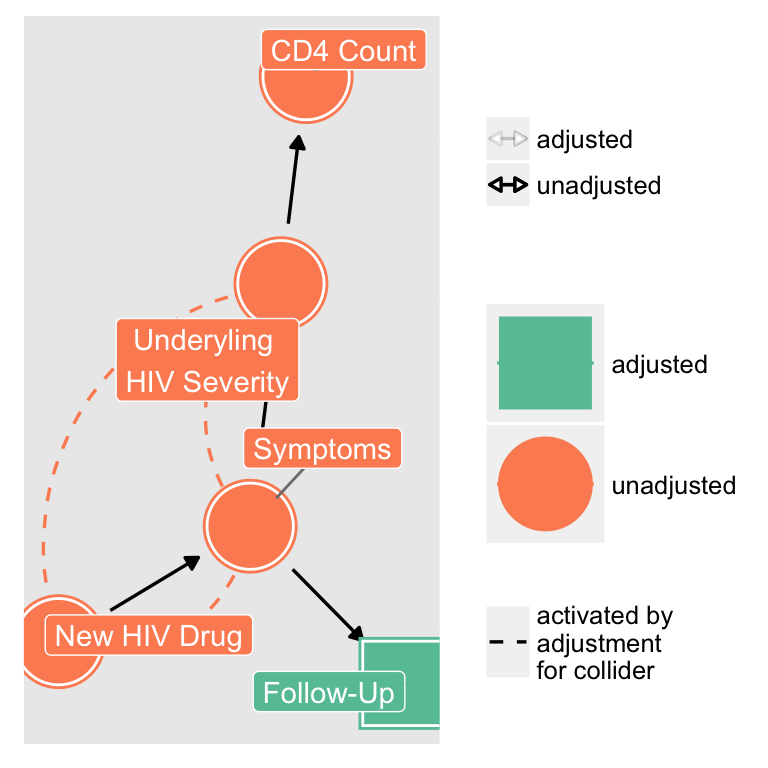 CD4 Count
Underyling
HIV Severity
Symptoms
New HIV Drug
Follow-Up
adjusted
unadjusted
adjusted
unadjusted
activated by
adjustment
for collider